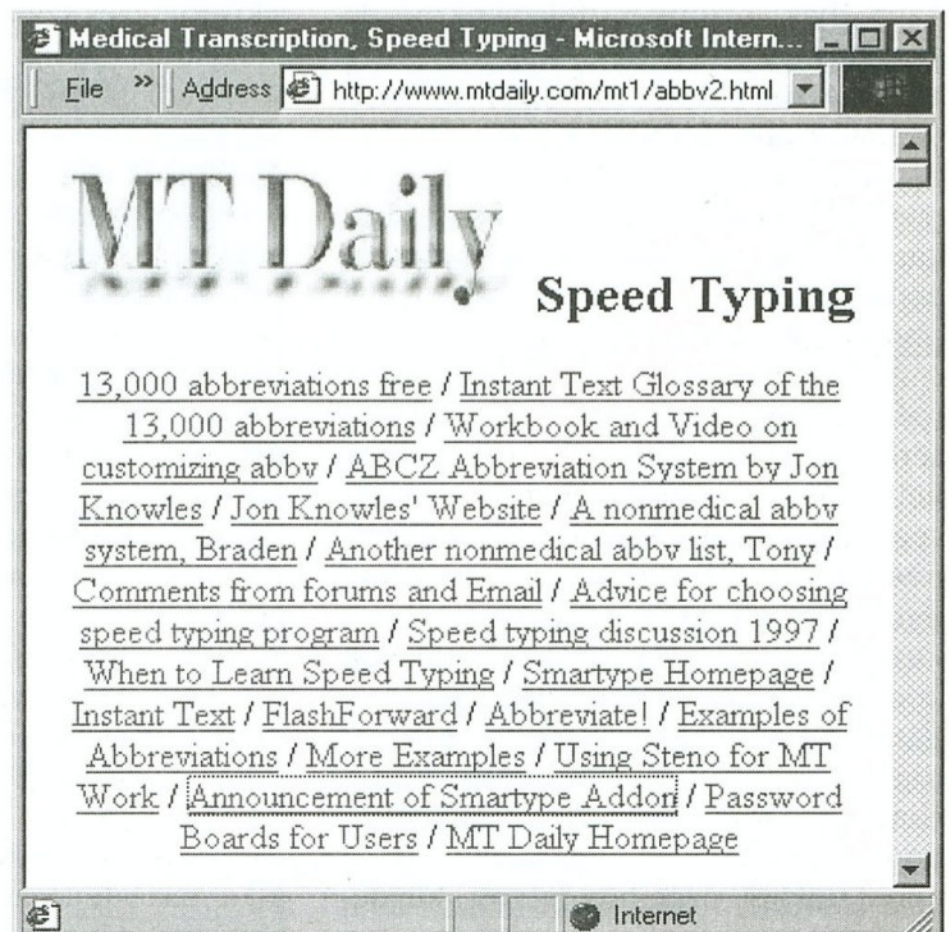 Medical Transcription, Speed Typing - Microsoft Intern...
File » Address http://www.mtdaily.com/mt1/abbv2.html
MT Daily
Speed Typing
13,000 abbreviations free / Instant Text Glossary of the
13,000 abbreviations / Workbook and Video on
customizing abbv / ABCZ Abbreviation System by Jon
Knowles / Jon Knowles' Website / A nonmedical abbv
system, Braden / Another nonmedical abbv list, Tony /
Comments from forums and Email / Advice for choosing
speed typing program / Speed typing discussion 1997 /
When to Learn Speed Typing / Smartype Homepage /
Instant Text / FlashForward / Abbreviate! / Examples of
Abbreviations / More Examples / Using Steno for MT
Work / Announcement of Smartype Addon / Password
Boards for Users / MT Daily Homepage
Internet